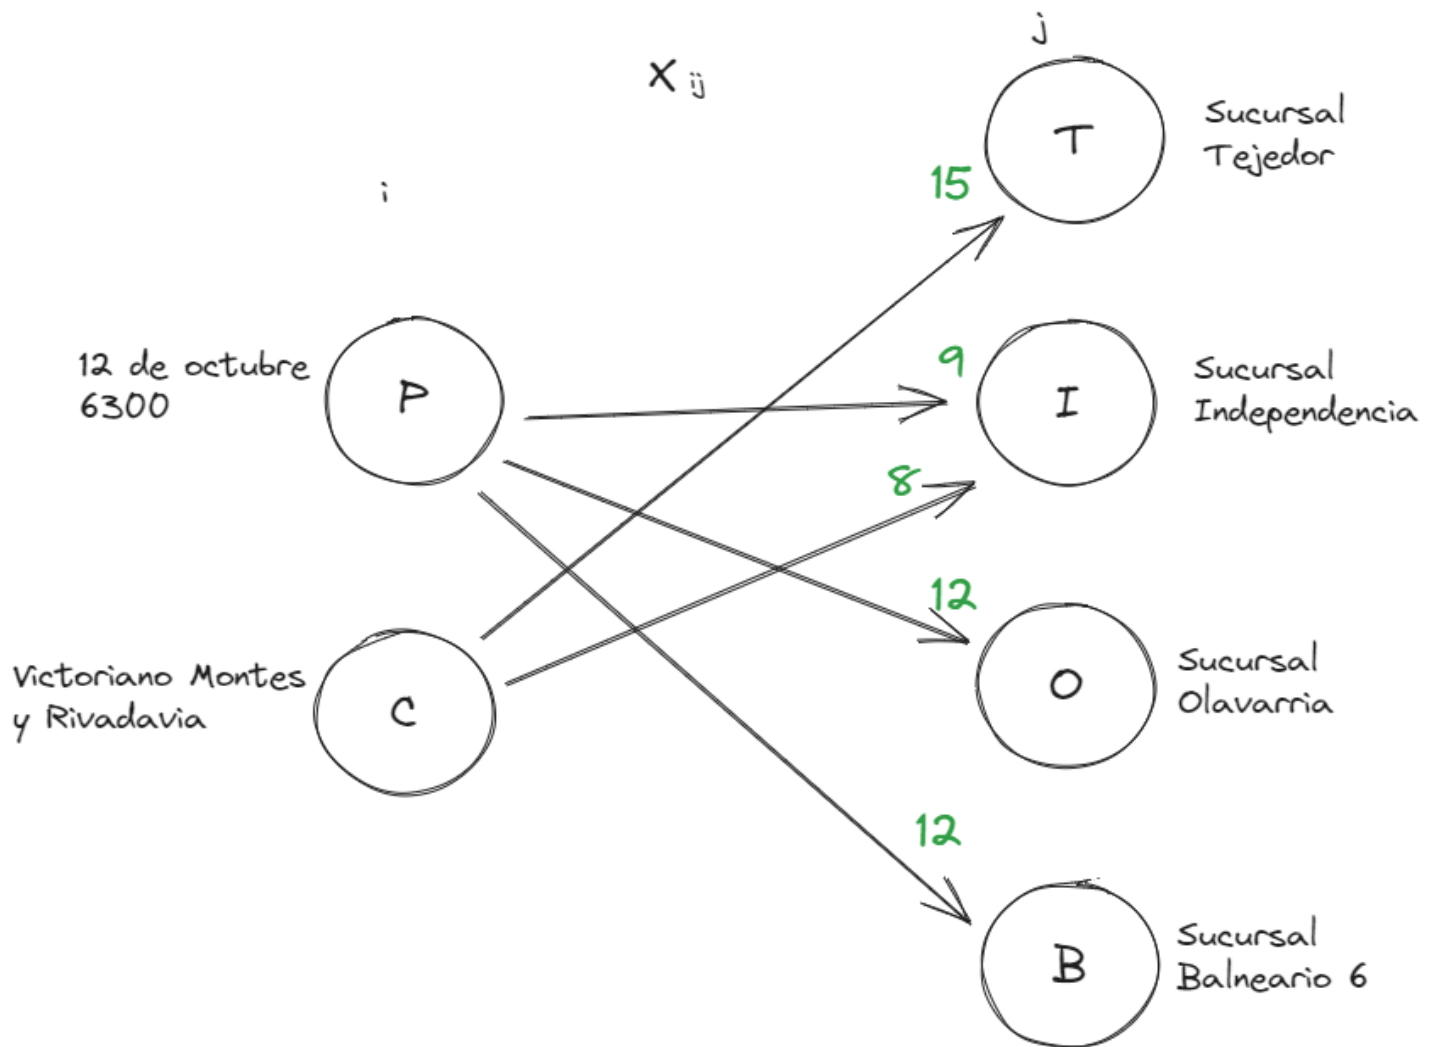 j
X ij
T
Sucursal
Tejedor
15
i
12 de octubre
6300
P
9
I
Sucursal
Independencia
8
12
Victoriano Montes
y Rivadavia
C
O
Sucursal
Olavarria
12
B
Sucursal
Balneario 6